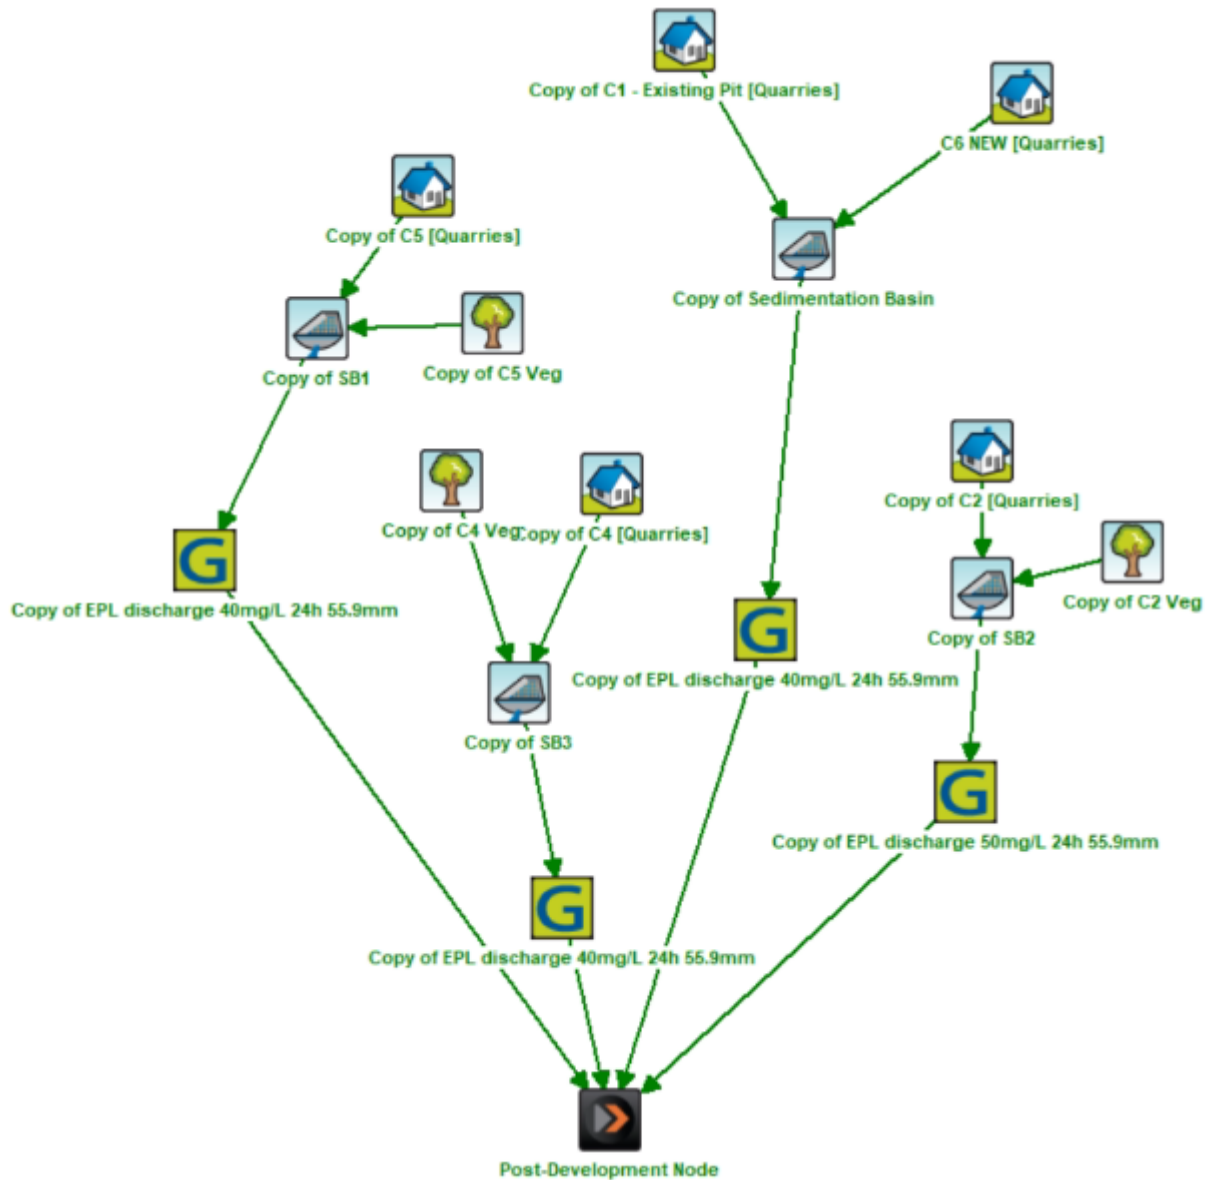 Copy of C1 - Existing Pit [Quarries]
C6 NEW [Quarries]
Copy of C5 [Quarries]
Copy of Sedimentation Basin
Copy of C5 Veg
Copy of SB1
Copy of C2 [Quarries]
Copy of C4 Veg
Copy of C4 [Quarries]
Copy of C2 Veg
G
Copy of EPL discharge 40mg/L 24h 55.9mm
Copy of SB2
G
Copy of EPL discharge 40mg/L 24h 55.9mm
Copy of SB3
G
Copy of EPL discharge 50mg/L 24h 55.9mm
G
Copy of EPL discharge 40mg/L 24h 55.9mm
Post-Development Node